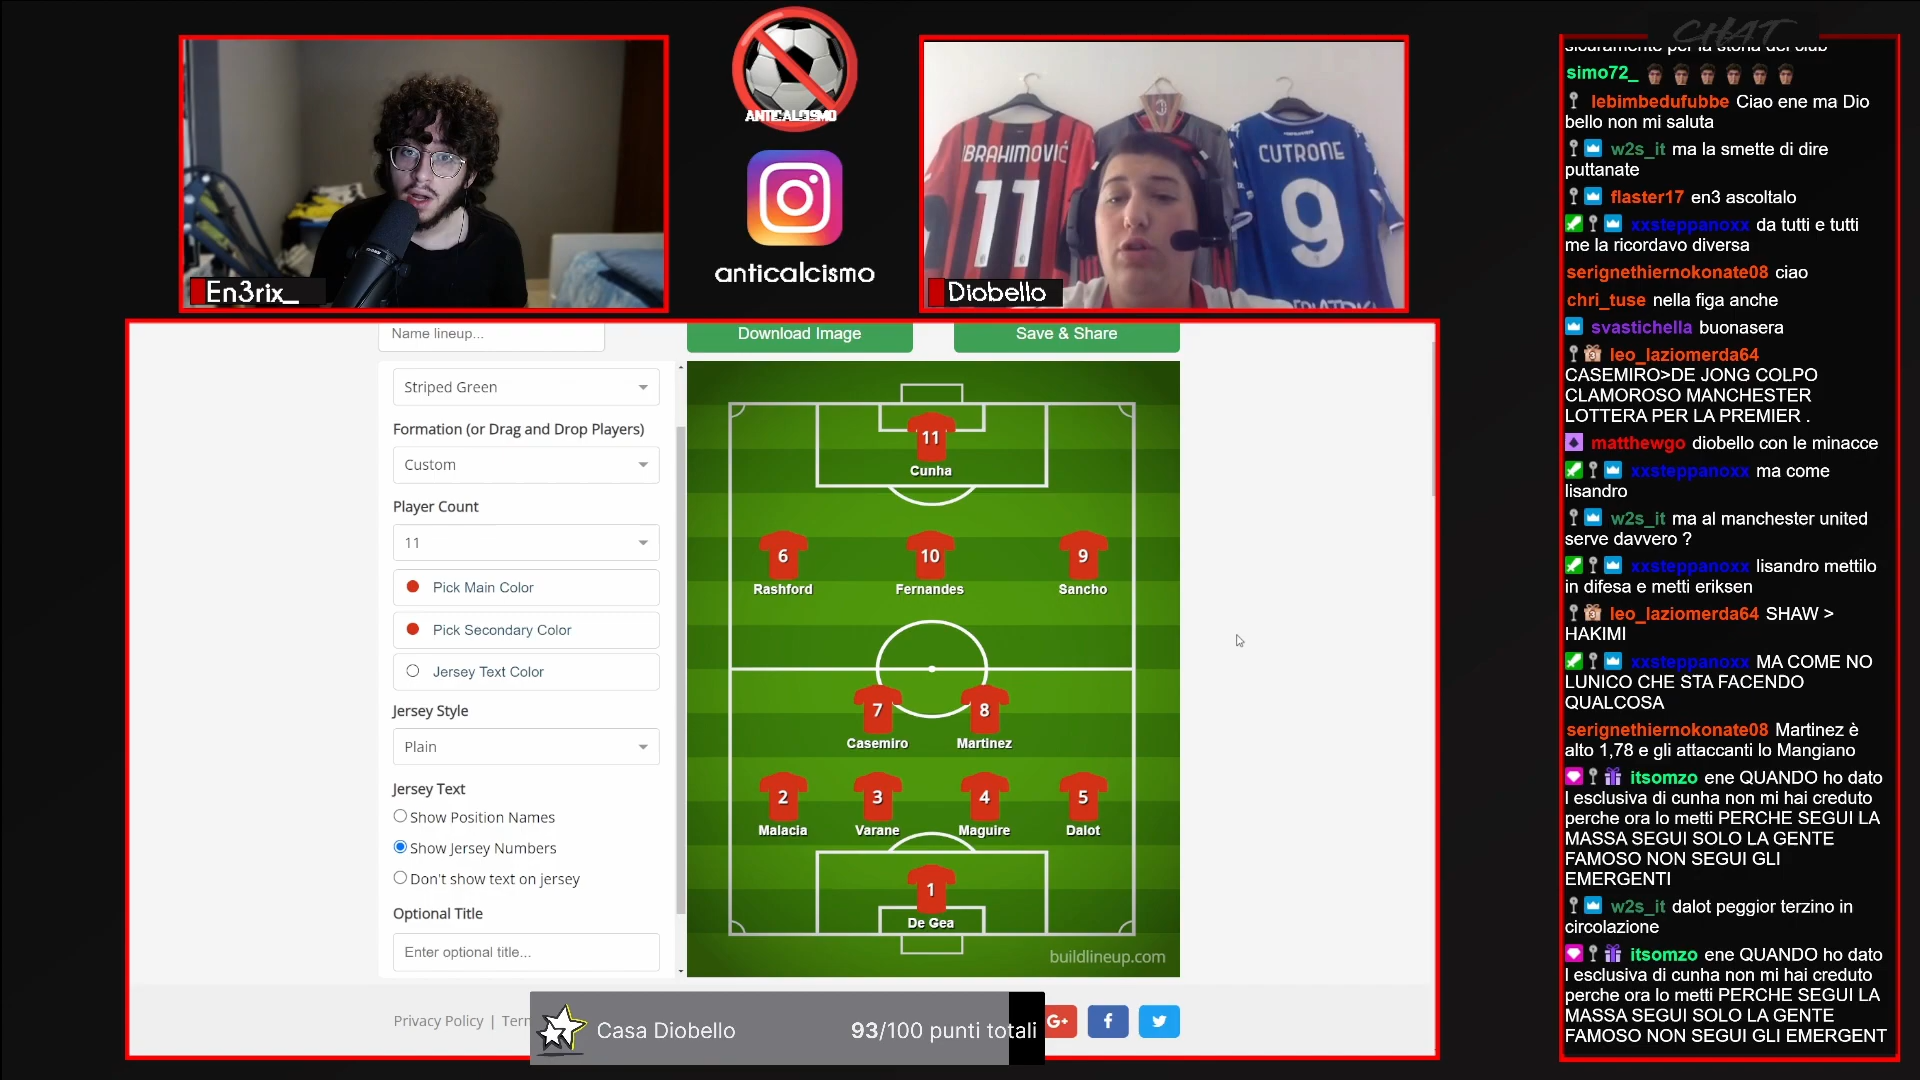 ANTICALCISMO
anticalcismo
En3rix_
IBRAHIMOVIĆ
11
CUTRONE
9
Diobello
Name lineup...
Download Image
Save & Share
Striped Green
Formation (or Drag and Drop Players)
Custom
Player Count
11
Pick Main Color
Pick Secondary Color
Jersey Text Color
Jersey Style
Plain
Jersey Text
Show Position Names
Show Jersey Numbers
Don't show text on jersey
Optional Title
Enter optional title...
11
Cunha
6 10 9
Rashford Fernandes Sancho
7 8
Casemiro Martinez
2 3 4 5
Malacia Varane Maguire Dalot
1
De Gea
buildlineup.com
Privacy Policy | Term
Casa Diobello 93/100 punti totali
G+ f
CHAT
sicuramente per la storia del club
simo72_
lebimbedufubbe Ciao ene ma Dio
bello non mi saluta
w2s_it ma la smette di dire
puttanate
flaster17 en3 ascoltalo
xxsteppanoxx da tutti e tutti
me la ricordavo diversa
serignethiernokonate08 ciao
chri_tuse nella figa anche
svastichella buonasera
leo_laziomerda64
CASEMIRO>DE JONG COLPO
CLAMOROSO MANCHESTER
LOTTERA PER LA PREMIER .
matthewgo diobello con le minacce
xxsteppanoxx ma come
lisandro
w2s_it ma al manchester united
serve davvero ?
xxsteppanoxx lisandro mettilo
in difesa e metti eriksen
leo_laziomerda64 SHAW >
HAKIMI
xxsteppanoxx MA COME NO
LUNICO CHE STA FACENDO
QUALCOSA
serignethiernokonate08 Martinez è
alto 1,78 e gli attaccanti lo Mangiano
itsomzo ene QUANDO ho dato
l esclusiva di cunha non mi hai creduto
perche ora lo metti PERCHE SEGUI LA
MASSA SEGUI SOLO LA GENTE
FAMOSO NON SEGUI GLI
EMERGENTI
w2s_it dalot peggior terzino in
circolazione
itsomzo ene QUANDO ho dato
l esclusiva di cunha non mi hai creduto
perche ora lo metti PERCHE SEGUI LA
MASSA SEGUI SOLO LA GENTE
FAMOSO NON SEGUI GLI EMERGENT